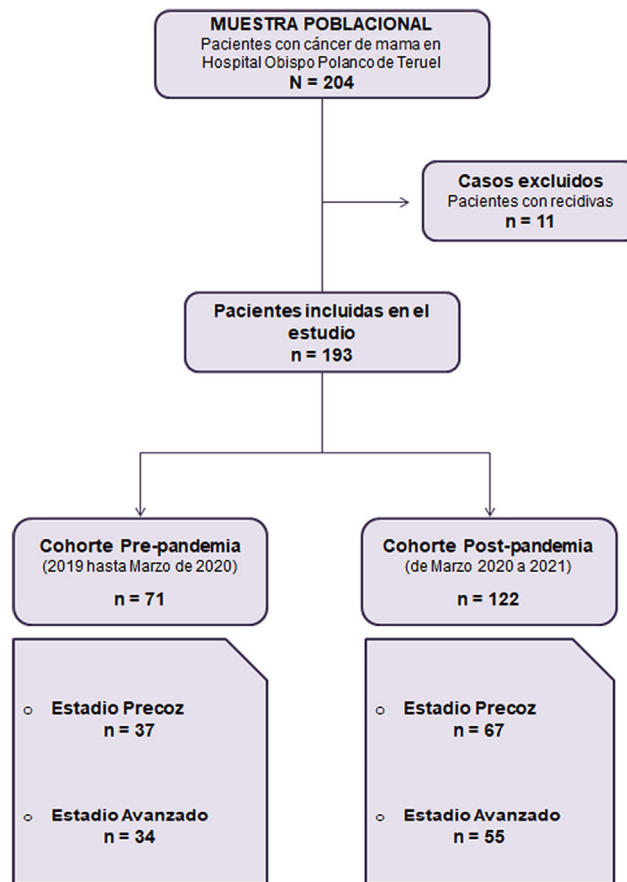 MUESTRA POBLACIONAL
Pacientes con cáncer de mama en
Hospital Obispo Polanco de Teruel
N = 204
Casos excluidos
Pacientes con recidivas
n = 11
Pacientes incluidas en el
estudio
n = 193
Cohorte Pre-pandemia
(2019 hasta Marzo de 2020)
n = 71
Cohorte Post-pandemia
(de Marzo 2020 a 2021)
n = 122
o Estadio Precoz
n = 37
o Estadio Avanzado
n = 34
o Estadio Precoz
n = 67
o Estadio Avanzado
n = 55